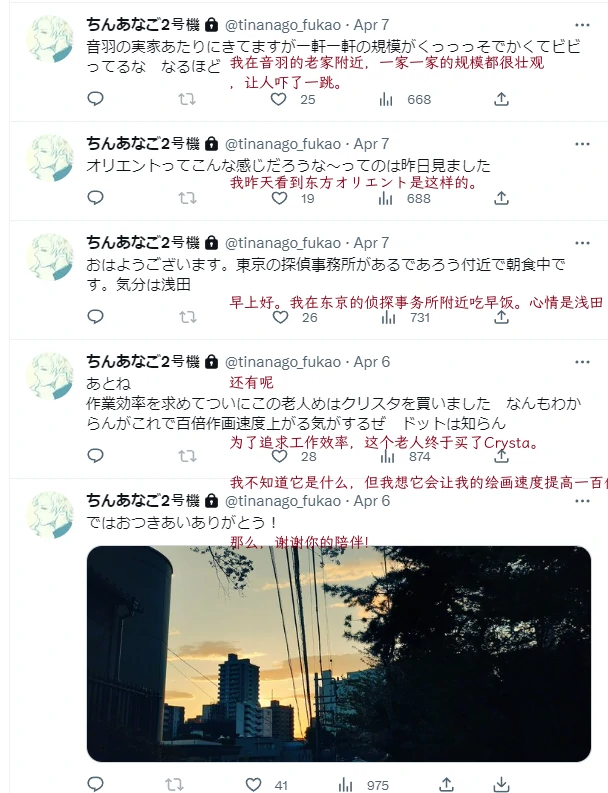 ちんあなご2号機 @tinanago_fukao · Apr 7
音羽の実家あたりにきてますが一軒一軒の規模がくっっっそでかくてビビ
ってるな　なるほど
我在音羽的老家附近，一家一家的规模都很壮观
，让人吓了一跳。
25 668
ちんあなご2号機 @tinanago_fukao · Apr 7
オリエントってこんな感じだろうな〜ってのは昨日見ました
我昨天看到东方オリエント是这样的。
19 688
ちんあなご2号機 @tinanago_fukao · Apr 7
おはようございます。東京の探偵事務所があるであろう付近で朝食中で
す。気分は浅田
早上好。我在东京的侦探事务所附近吃早饭。心情是浅田
26 731
ちんあなご2号機 @tinanago_fukao · Apr 6
あとね
还有呢
作業効率を求めてついにこの老人めはクリスタを買いました　なんもわか
らんがこれで百倍作画速度上がる気がするぜ　ドットは知らん
为了追求工作效率，这个老人终于买了Crysta。
28 874
我不知道它是什么，但我想它会让我的绘画速度提高一百
ちんあなご2号機 @tinanago_fukao · Apr 6
ではおつきあいありがとう！
那么，谢谢你的陪伴!
41 975